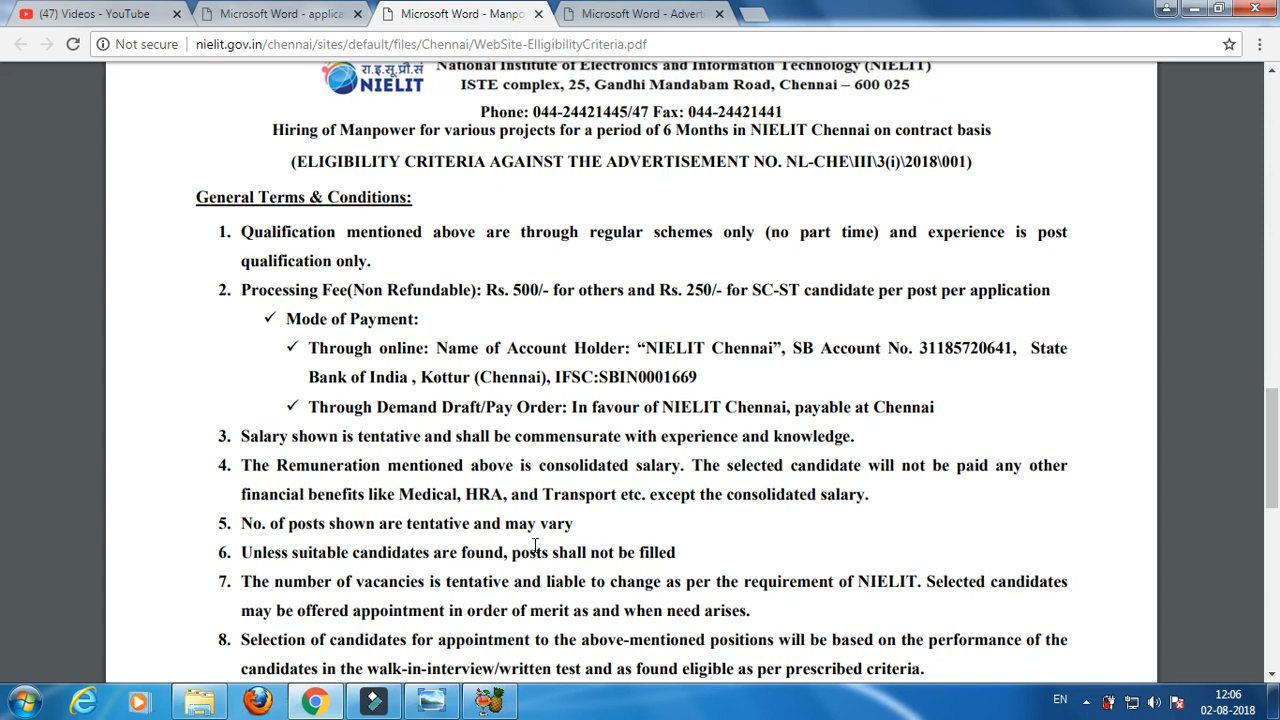 (47) Videos - YouTube
Microsoft Word - applica
Microsoft Word - Manpo
Microsoft Word - Advert
Not secure
nielit.gov.in/chennai/sites/default/files/Chennai/WebSite-ElligibilityCriteria.pdf
रा.इ.सू.प्रौ.सं
NIELIT
National Institute of Electronics and Information Technology (NIELIT)
ISTE complex, 25, Gandhi Mandabam Road, Chennai – 600 025
Phone: 044-24421445/47 Fax: 044-24421441
Hiring of Manpower for various projects for a period of 6 Months in NIELIT Chennai on contract basis
(ELIGIBILITY CRITERIA AGAINST THE ADVERTISEMENT NO. NL-CHE\III\3(i)\2018\001)
General Terms & Conditions:
1. Qualification mentioned above are through regular schemes only (no part time) and experience is post
qualification only.
2. Processing Fee(Non Refundable): Rs. 500/- for others and Rs. 250/- for SC-ST candidate per post per application
✓ Mode of Payment:
✓ Through online: Name of Account Holder: “NIELIT Chennai”, SB Account No. 31185720641, State
Bank of India , Kottur (Chennai), IFSC:SBIN0001669
✓ Through Demand Draft/Pay Order: In favour of NIELIT Chennai, payable at Chennai
3. Salary shown is tentative and shall be commensurate with experience and knowledge.
4. The Remuneration mentioned above is consolidated salary. The selected candidate will not be paid any other
financial benefits like Medical, HRA, and Transport etc. except the consolidated salary.
5. No. of posts shown are tentative and may vary
6. Unless suitable candidates are found, posts shall not be filled
7. The number of vacancies is tentative and liable to change as per the requirement of NIELIT. Selected candidates
may be offered appointment in order of merit as and when need arises.
8. Selection of candidates for appointment to the above-mentioned positions will be based on the performance of the
candidates in the walk-in-interview/written test and as found eligible as per prescribed criteria.
EN
12:06
02-08-2018